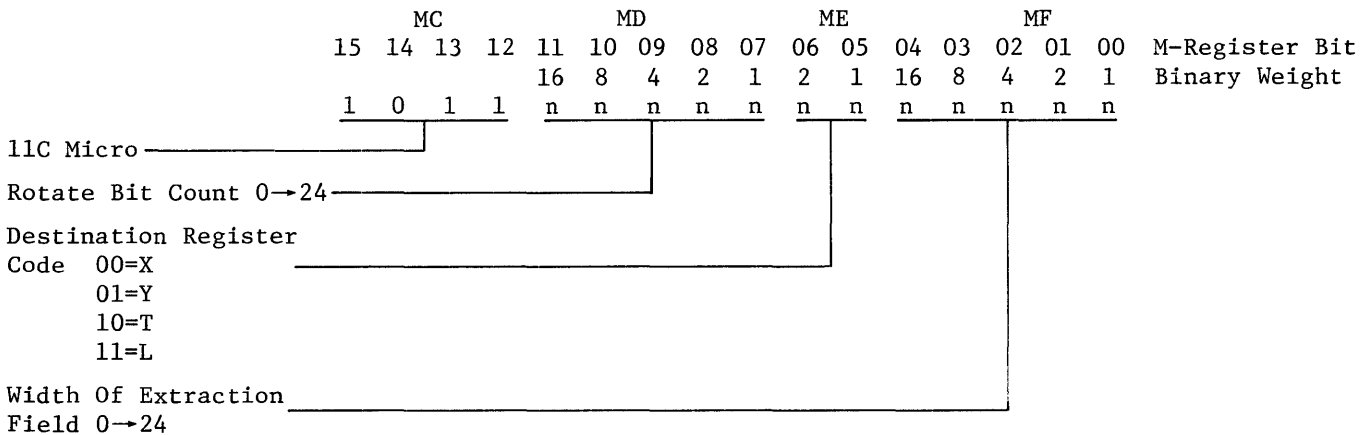 MC MD ME MF
15 14 13 12 11 10 09 08 07 06 05 04 03 02 01 00 M-Register Bit
16 8 4 2 1 2 1 16 8 4 2 1 Binary Weight
1 0 1 1 n n n n n n n n n n n n
11C Micro
Rotate Bit Count 0→24
Destination Register
Code 00=X
01=Y
10=T
11=L
Width Of Extraction
Field 0→24